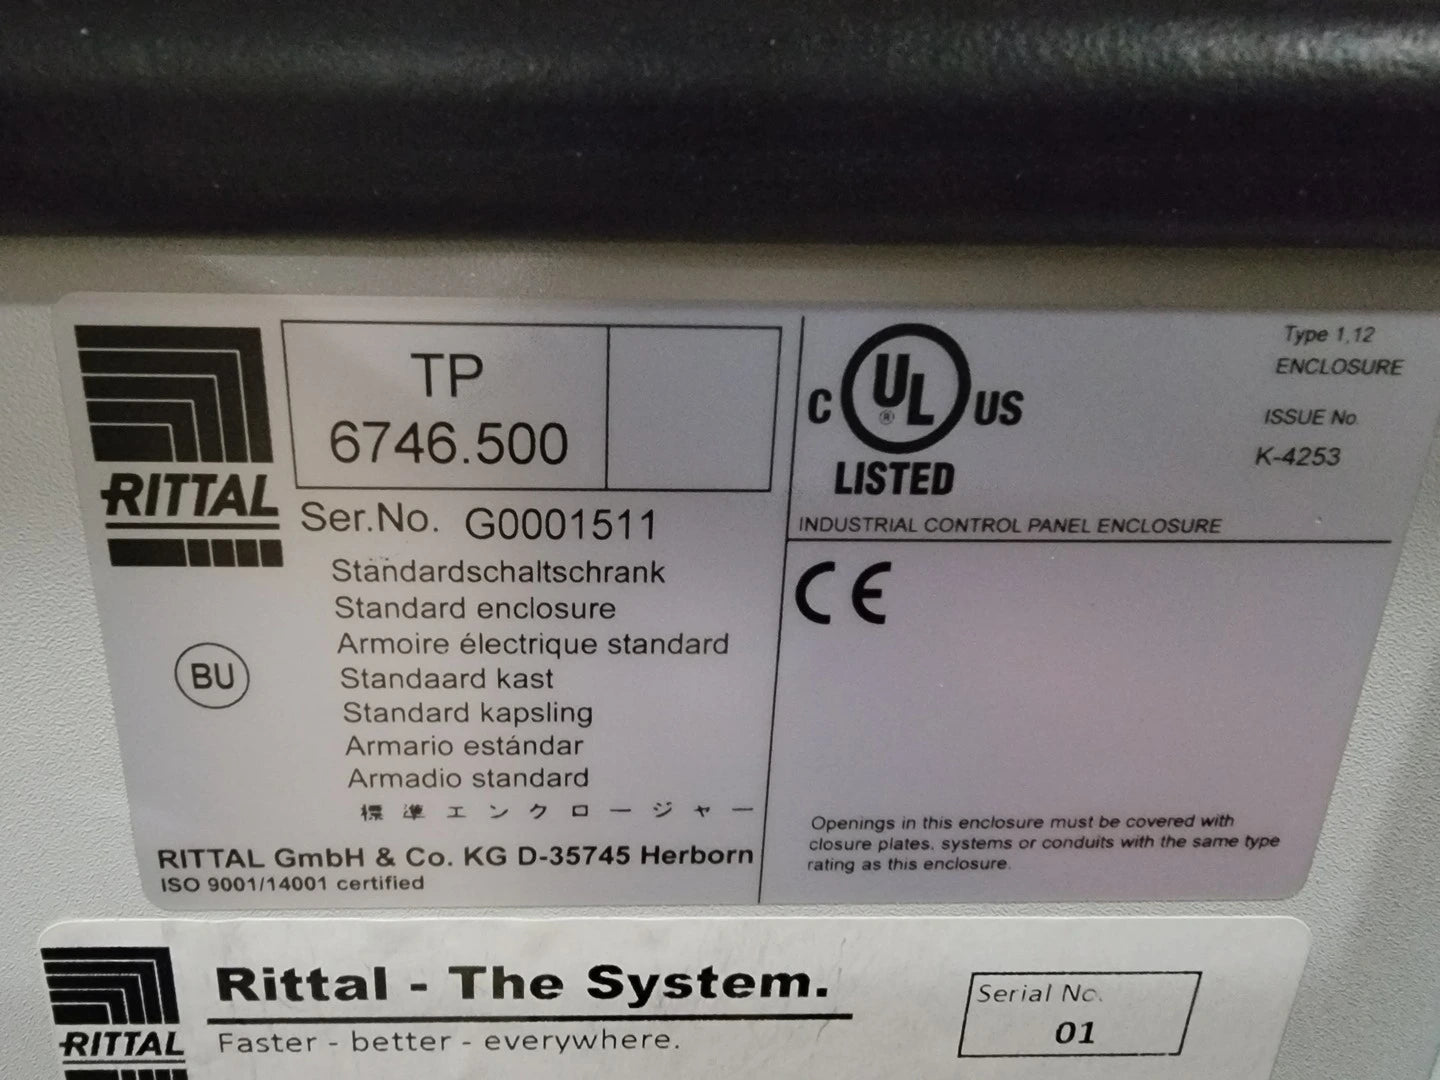 RITTAL
TP
6746.500
Ser.No. G0001511
Standardschaltschrank
Standard enclosure
Armoire électrique standard
Standaard kast
Standard kapsling
Armario estándar
Armadio standard
標準エンクロージャー
BU
RITTAL GmbH & Co. KG D-35745 Herborn
ISO 9001/14001 certified
C UL ® US
LISTED
Type 1,12
ENCLOSURE
ISSUE No.
K-4253
INDUSTRIAL CONTROL PANEL ENCLOSURE
CE
Openings in this enclosure must be covered with
closure plates, systems or conduits with the same type
rating as this enclosure.
RITTAL
Rittal - The System.
Faster - better - everywhere.
Serial No.
01